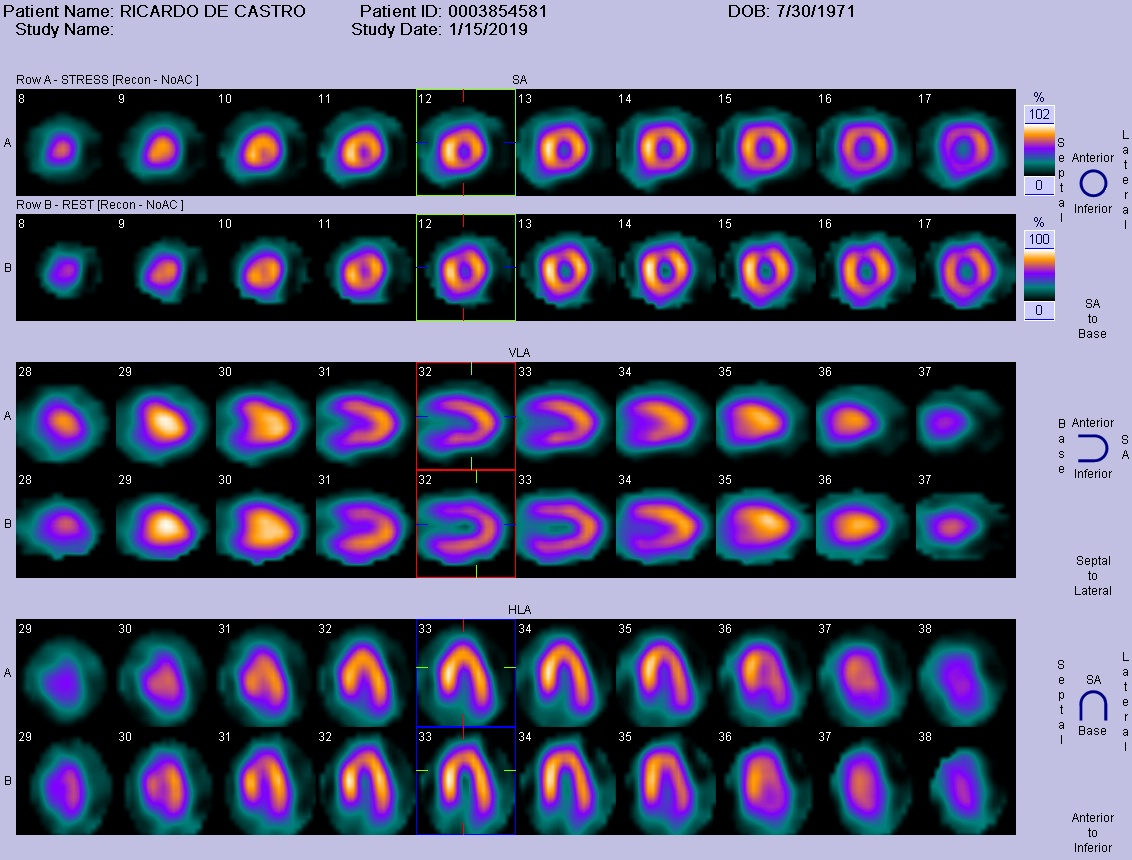 Patient Name: RICARDO DE CASTRO Patient ID: 0003854581 DOB: 7/30/1971
Study Name: Study Date: 1/15/2019
Row A - STRESS [Recon - NoAC ] SA
8 9 10 11 12 13 14 15 16 17
A
%
102
0
Septal
Anterior
Inferior
Lateral
Row B - REST [Recon - NoAC ]
8 9 10 11 12 13 14 15 16 17
B
%
100
0
SA
to
Base
VLA
28 29 30 31 32 33 34 35 36 37
A
Base
Anterior
Inferior
SA
28 29 30 31 32 33 34 35 36 37
B
Septal
to
Lateral
HLA
29 30 31 32 33 34 35 36 37 38
A
Septal
SA
Base
Lateral
29 30 31 32 33 34 35 36 37 38
B
Anterior
to
Inferior